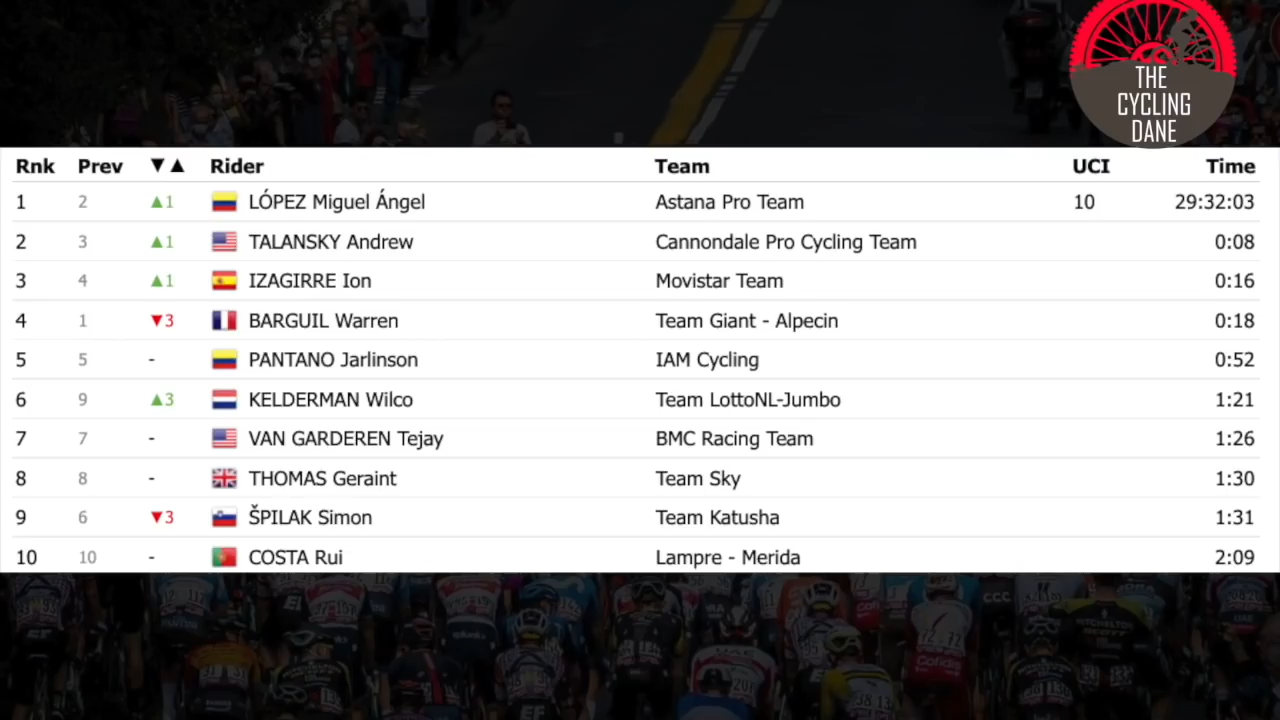 THE
CYCLING
DANE
Rnk Prev ▼▲ Rider Team UCI Time
1 2 ▲1 LÓPEZ Miguel Ángel Astana Pro Team 10 29:32:03
2 3 ▲1 TALANSKY Andrew Cannondale Pro Cycling Team 0:08
3 4 ▲1 IZAGIRRE Ion Movistar Team 0:16
4 1 ▼3 BARGUIL Warren Team Giant - Alpecin 0:18
5 5 - PANTANO Jarlinson IAM Cycling 0:52
6 9 ▲3 KELDERMAN Wilco Team LottoNL-Jumbo 1:21
7 7 - VAN GARDEREN Tejay BMC Racing Team 1:26
8 8 - THOMAS Geraint Team Sky 1:30
9 6 ▼3 ŠPILAK Simon Team Katusha 1:31
10 10 - COSTA Rui Lampre - Merida 2:09